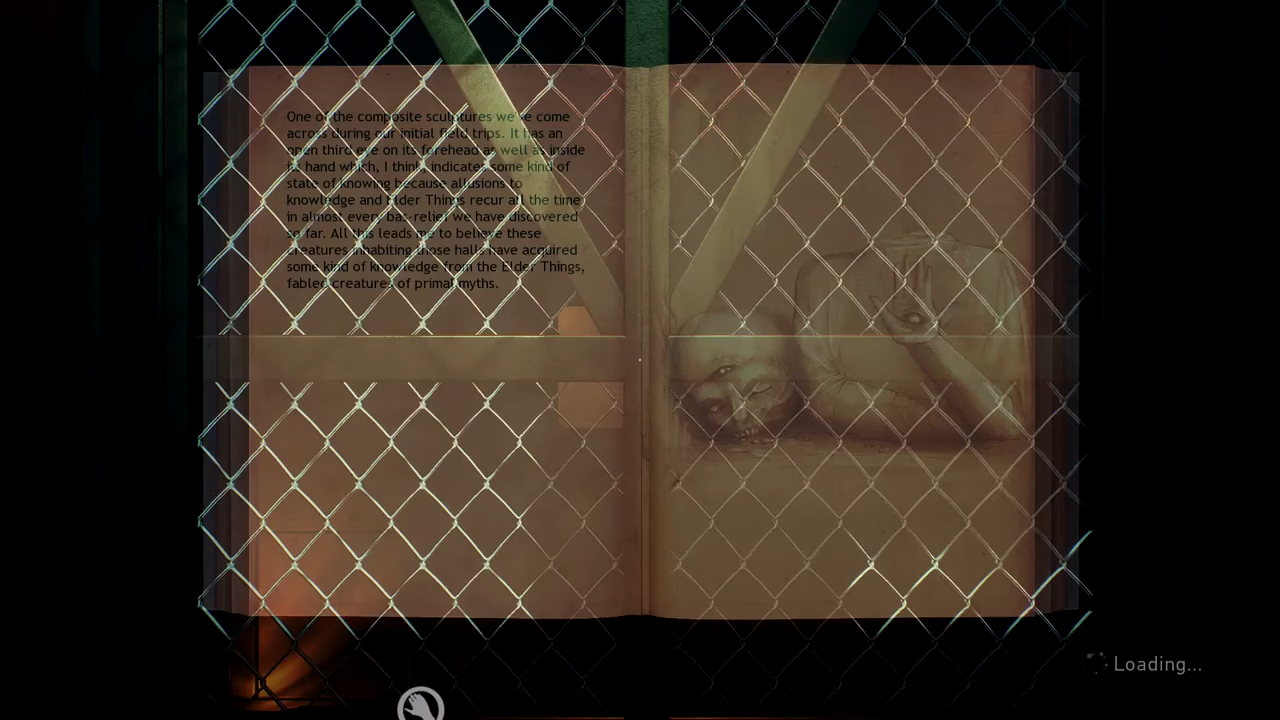 One of the composite sculptures we've come
across during our initial field trips. It has an
open third eye on its forehead as well as inside
its hand which, I think, indicates some kind of
state of knowing because allusions to
knowledge and Elder Things recur all the time
in almost every bas-relief we have discovered
so far. All this leads me to believe these
creatures inhabiting those halls have acquired
some kind of knowledge from the Elder Things,
fabled creatures of primal myths.
Loading...